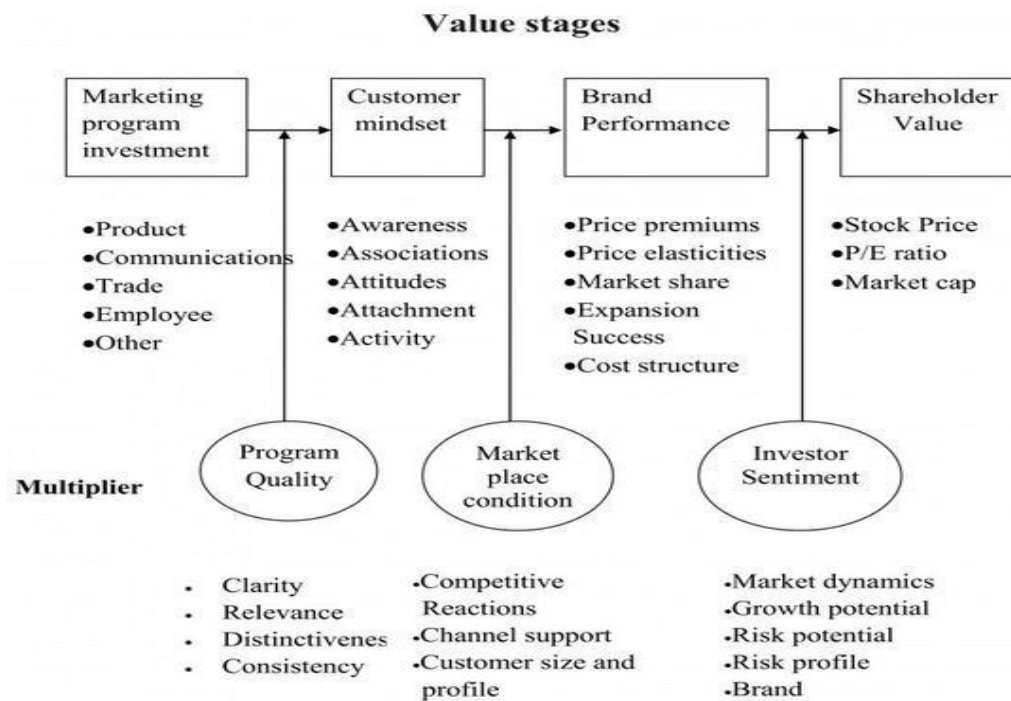 Value stages
Marketing
program
investment
Customer
mindset
Brand
Performance
Shareholder
Value
•Product
•Communications
•Trade
•Employee
•Other
•Awareness
•Associations
•Attitudes
•Attachment
•Activity
•Price premiums
•Price elasticities
•Market share
•Expansion
Success
•Cost structure
•Stock Price
•P/E ratio
•Market cap
Multiplier
Program
Quality
Market
place
condition
Investor
Sentiment
• Clarity
• Relevance
• Distinctivenes
• Consistency
•Competitive
Reactions
•Channel support
•Customer size and
profile
•Market dynamics
•Growth potential
•Risk potential
•Risk profile
•Brand